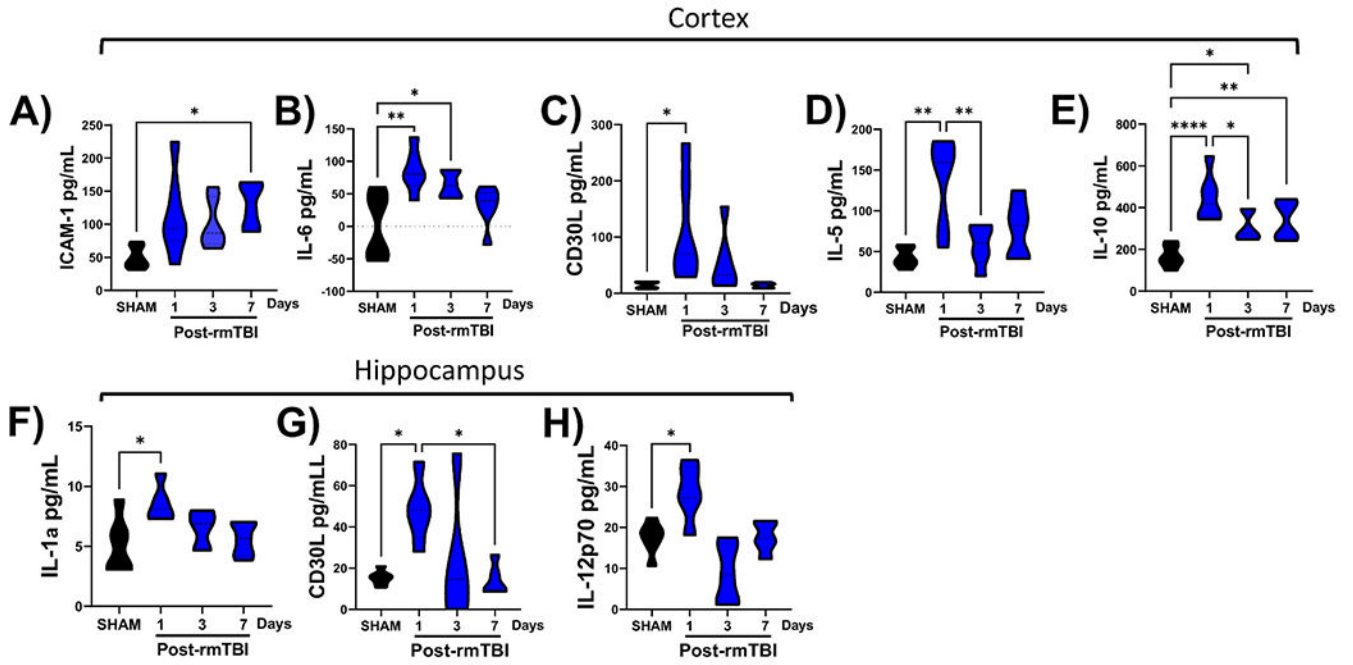 Cortex
A) B) C) D) E)
* * ** * ** ** * ** **** *
ICAM-1 pg/mL 250 200 150 100 50 0
SHAM 1 3 7 Days
Post-rmTBI
IL-6 pg/mL 150 100 50 0 -50 -100
SHAM 1 3 7 Days
Post-rmTBI
CD30L pg/mL 300 200 100 0
SHAM 1 3 7 Days
Post-rmTBI
IL-5 pg/mL 200 150 100 50 0
SHAM 1 3 7 Days
Post-rmTBI
IL-10 pg/mL 800 600 400 200 0
SHAM 1 3 7 Days
Post-rmTBI
Hippocampus
F) G) H)
* * * *
IL-1a pg/mL 15 10 5 0
SHAM 1 3 7 Days
Post-rmTBI
CD30L pg/mLL 80 60 40 20 0
SHAM 1 3 7 Days
Post-rmTBI
IL-12p70 pg/mL 40 30 20 10 0
SHAM 1 3 7 Days
Post-rmTBI